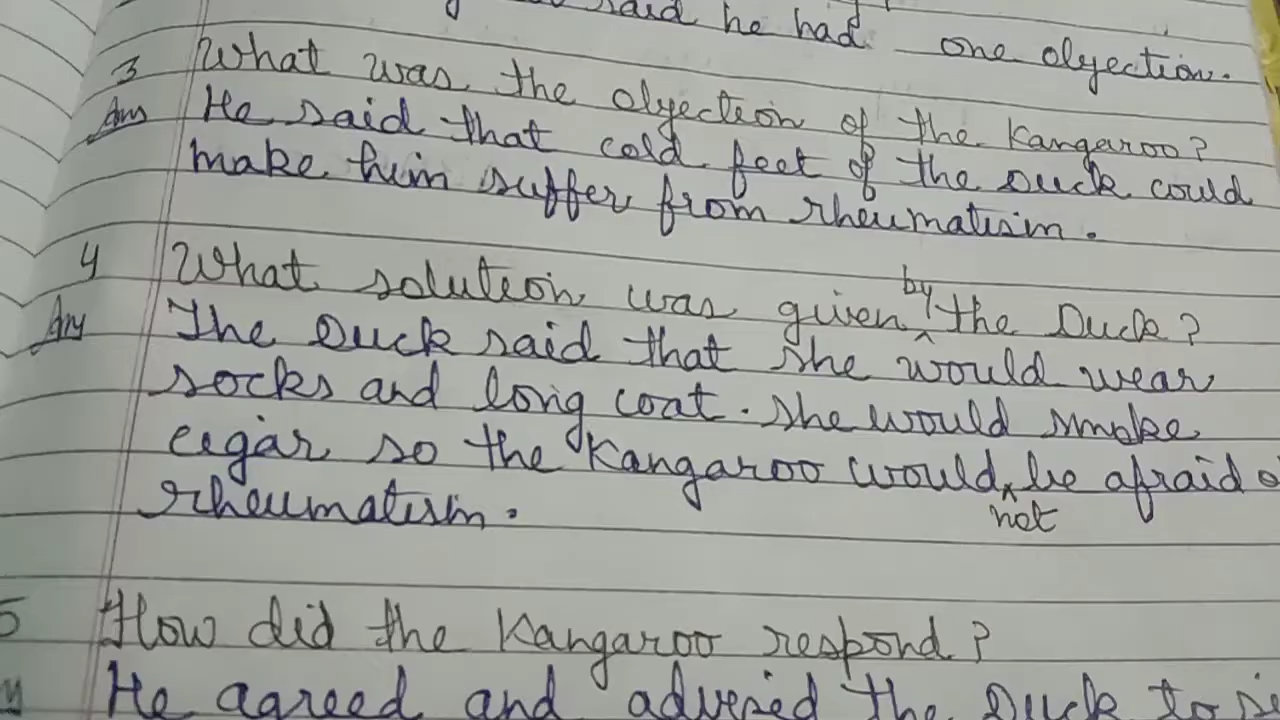 said he had one objection.
3 What was the objection of the Kangaroo?
Ans He said that cold feet of the Duck could
make him suffer from rheumatism.
4 What solution was given by the Duck?
Ans The Duck said that she would wear
socks and long coat. She would smoke
cigar so the Kangaroo would not be afraid o
rheumatism.
5 How did the Kangaroo respond?
He agreed and advised the Duck to si